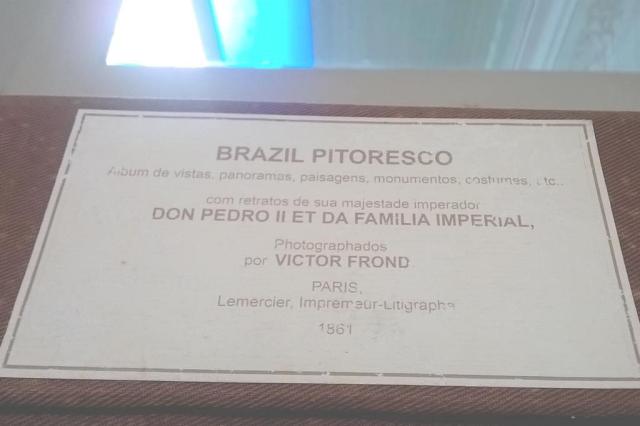 BRAZIL PITORESCO
Album de vistas, panoramas, paisagens, monumentos, costumes, etc..
com retratos de sua majestade imperador
DON PEDRO II ET DA FAMILIA IMPERIAL,
Photographados
por VICTOR FROND
PARIS,
Lemercier, Impremeur-Litigraphe
1861